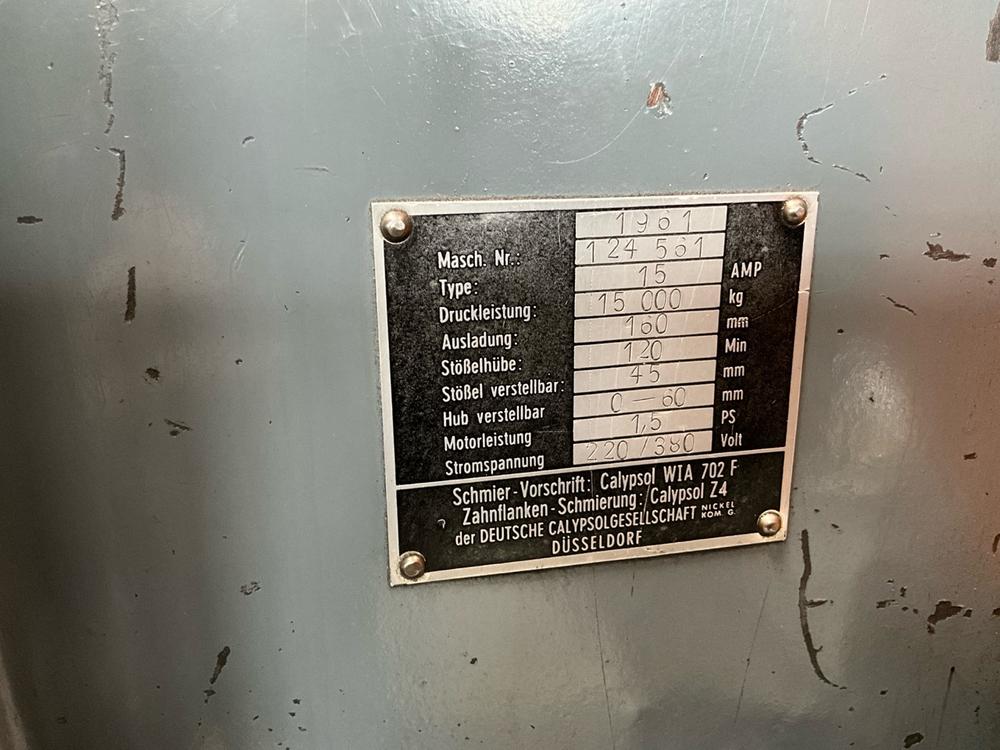 1961
Masch. Nr.: 124 561
Type: 15 AMP
Druckleistung: 15 000 kg
Ausladung: 160 mm
Stößelhübe: 120 Min
Stößel verstellbar: 45 mm
Hub verstellbar 0 — 60 mm
Motorleistung 1,5 PS
Stromspannung 220/380 Volt
Schmier-Vorschrift: Calypsol WIA 702 F
Zahnflanken-Schmierung: Calypsol Z4
der DEUTSCHE CALYPSOLGESELLSCHAFT NICKEL KOM. G.
DÜSSELDORF